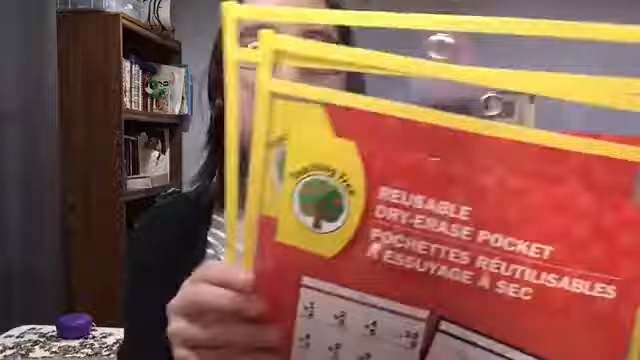 REUSABLE
DRY-ERASE POCKET
POCHETTES RÉUTILISABLES
À ESSUYAGE À SEC